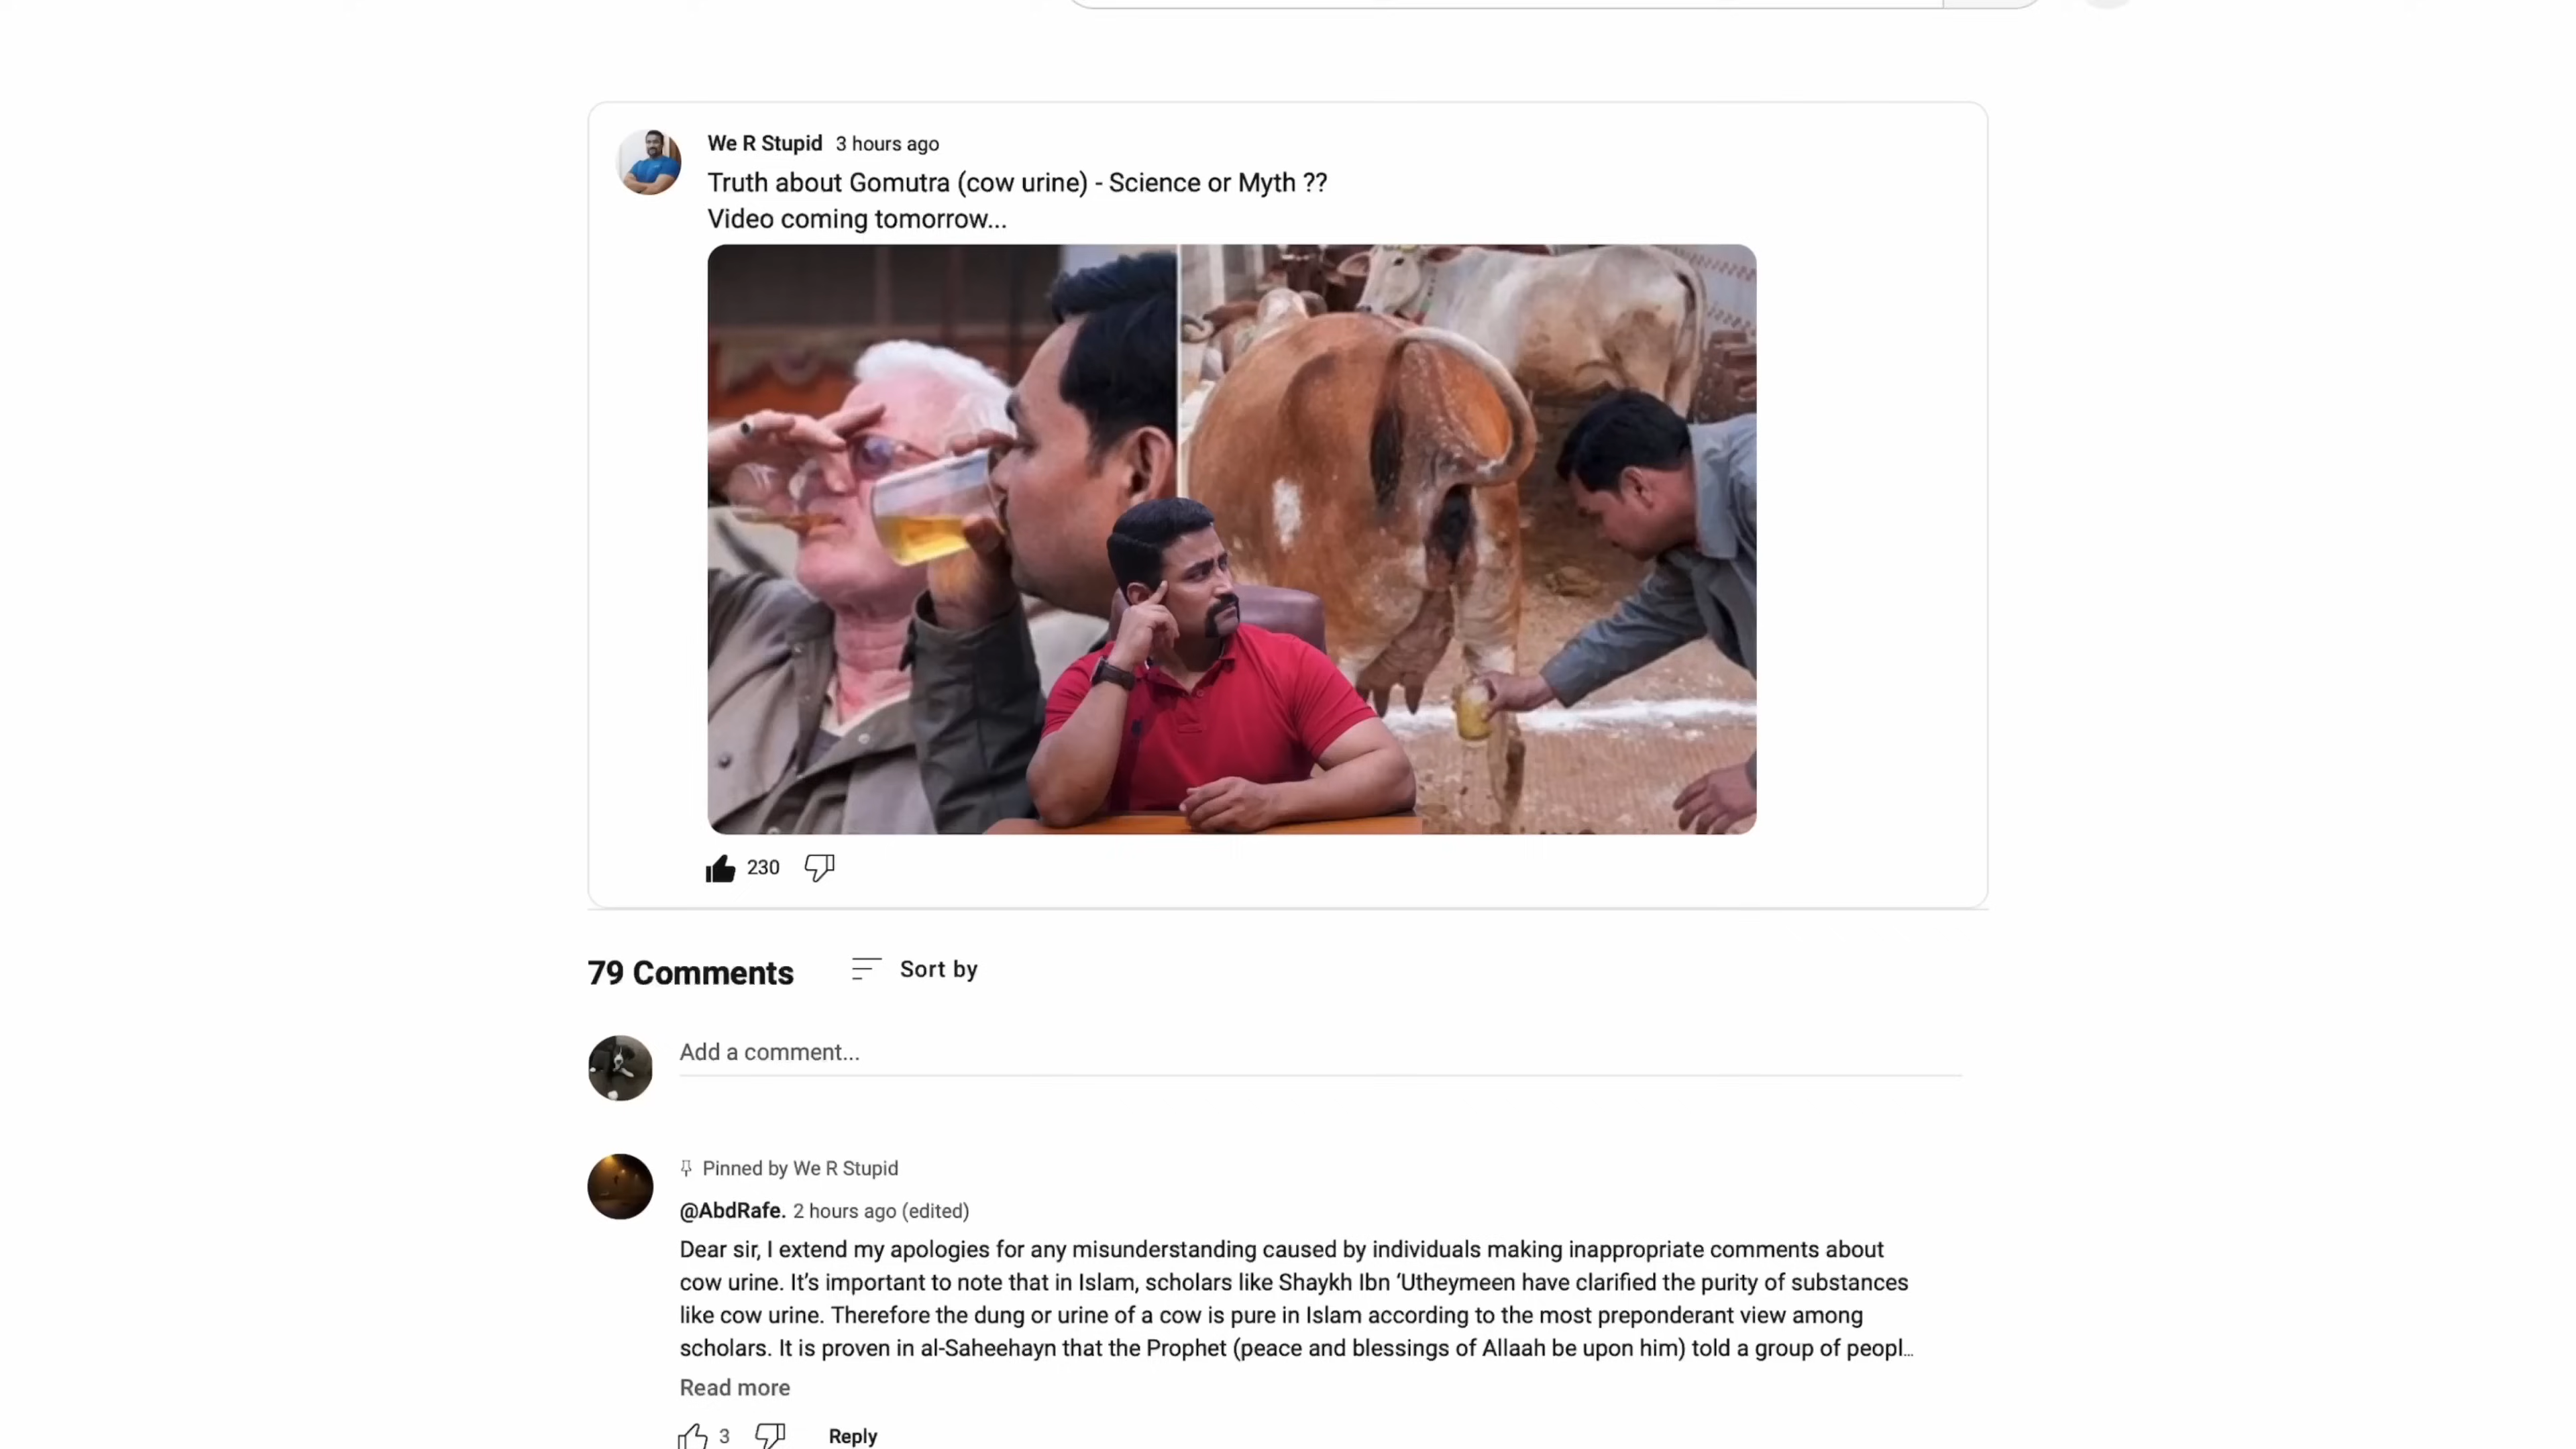 We R Stupid 3 hours ago
Truth about Gomutra (cow urine) - Science or Myth ??
Video coming tomorrow...
230
79 Comments Sort by
Add a comment...
Pinned by We R Stupid
@AbdRafe. 2 hours ago (edited)
Dear sir, I extend my apologies for any misunderstanding caused by individuals making inappropriate comments about
cow urine. It's important to note that in Islam, scholars like Shaykh Ibn ‘Utheymeen have clarified the purity of substances
like cow urine. Therefore the dung or urine of a cow is pure in Islam according to the most preponderant view among
scholars. It is proven in al-Saheehayn that the Prophet (peace and blessings of Allaah be upon him) told a group of peopl...
Read more
3 Reply